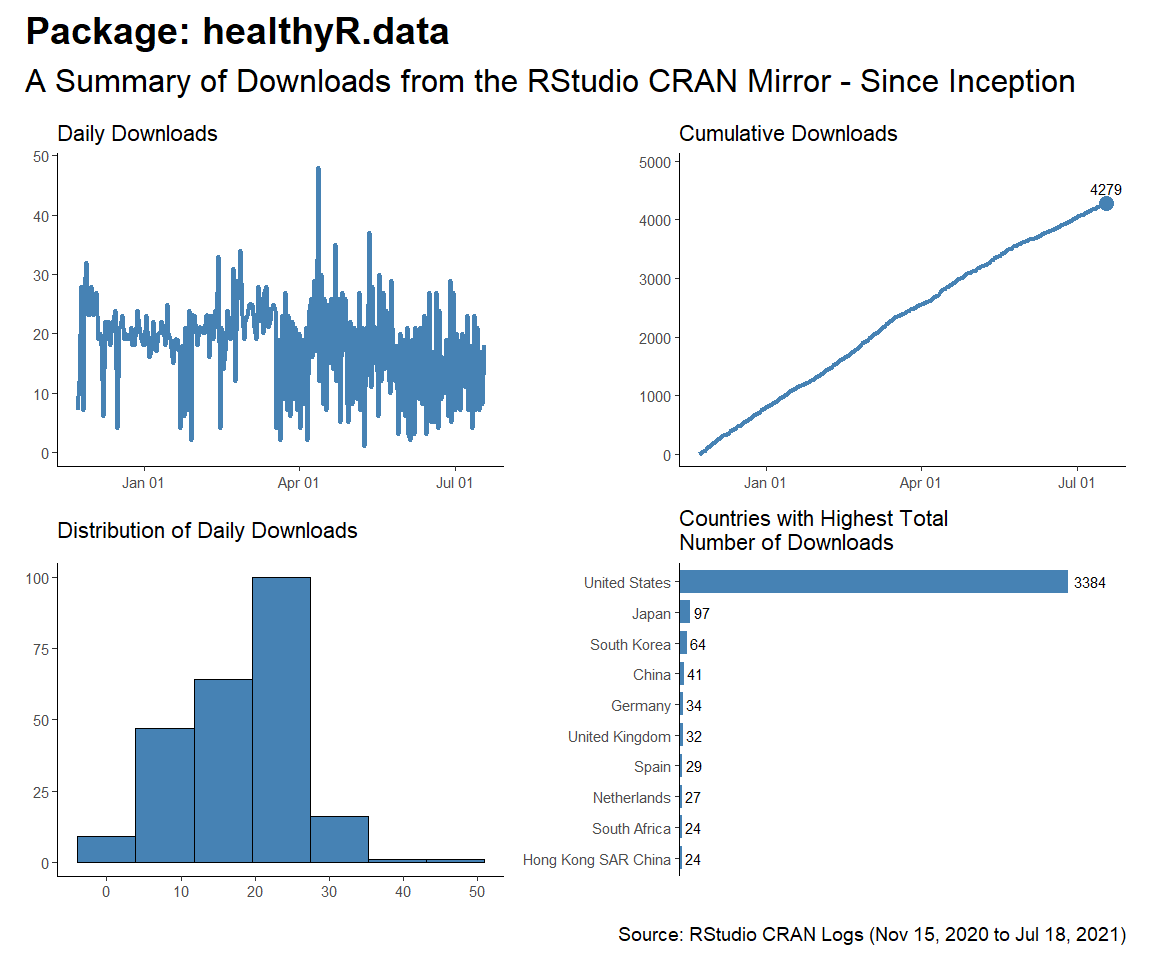 Package: healthyR.data
A Summary of Downloads from the RStudio CRAN Mirror - Since Inception
Daily Downloads
50
40
30
20
10
0
Jan 01
Apr 01
Jul 01
Cumulative Downloads
5000
4000
3000
2000
1000
0
4279
Jan 01
Apr 01
Jul 01
Distribution of Daily Downloads
100
75
50
25
0
0
10
20
30
40
50
Countries with Highest Total
Number of Downloads
United States 3384
Japan 97
South Korea 64
China 41
Germany 34
United Kingdom 32
Spain 29
Netherlands 27
South Africa 24
Hong Kong SAR China 24
Source: RStudio CRAN Logs (Nov 15, 2020 to Jul 18, 2021)